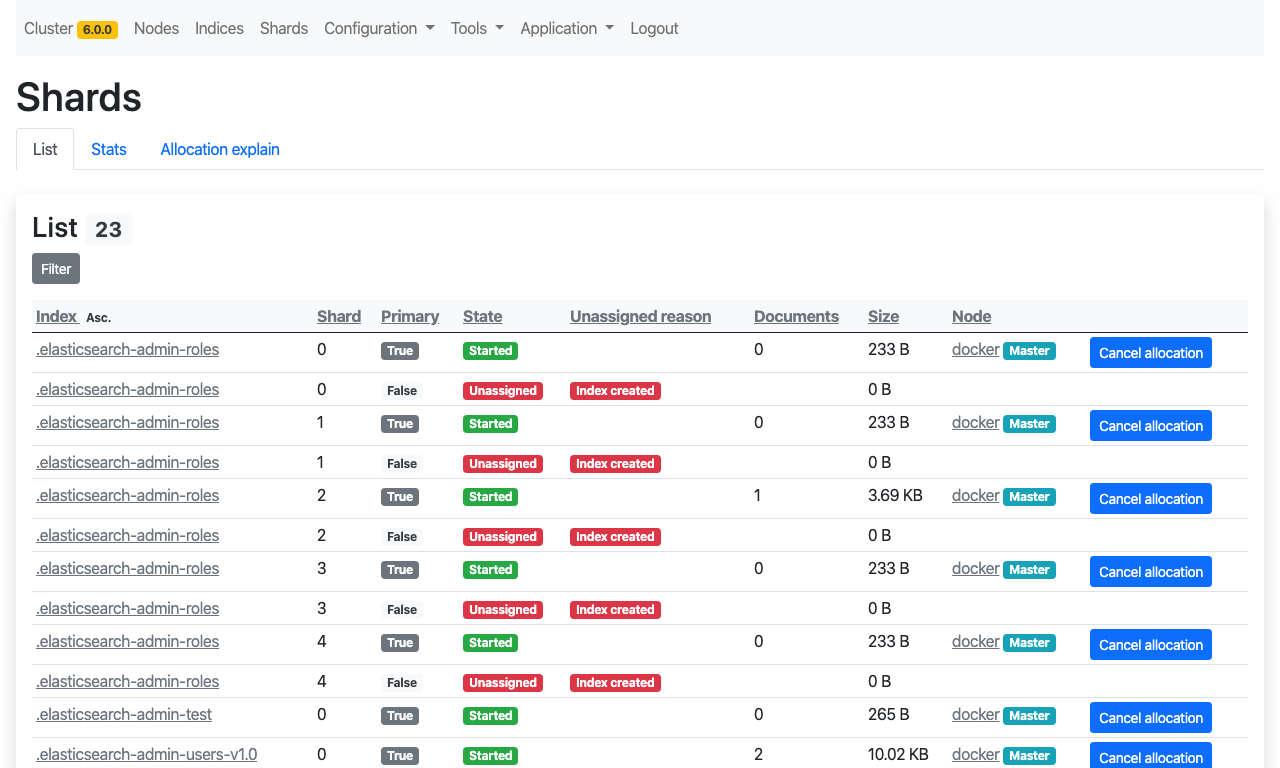 Cluster 6.0.0 Nodes Indices Shards Configuration Tools Application Logout
Shards
List Stats Allocation explain
List 23
Filter
Index Asc. Shard Primary State Unassigned reason Documents Size Node
.elasticsearch-admin-roles 0 True Started 0 233 B docker Master Cancel allocation
.elasticsearch-admin-roles 0 False Unassigned Index created 0 B
.elasticsearch-admin-roles 1 True Started 0 233 B docker Master Cancel allocation
.elasticsearch-admin-roles 1 False Unassigned Index created 0 B
.elasticsearch-admin-roles 2 True Started 1 3.69 KB docker Master Cancel allocation
.elasticsearch-admin-roles 2 False Unassigned Index created 0 B
.elasticsearch-admin-roles 3 True Started 0 233 B docker Master Cancel allocation
.elasticsearch-admin-roles 3 False Unassigned Index created 0 B
.elasticsearch-admin-roles 4 True Started 0 233 B docker Master Cancel allocation
.elasticsearch-admin-roles 4 False Unassigned Index created 0 B
.elasticsearch-admin-test 0 True Started 0 265 B docker Master Cancel allocation
.elasticsearch-admin-users-v1.0 0 True Started 2 10.02 KB docker Master Cancel allocation